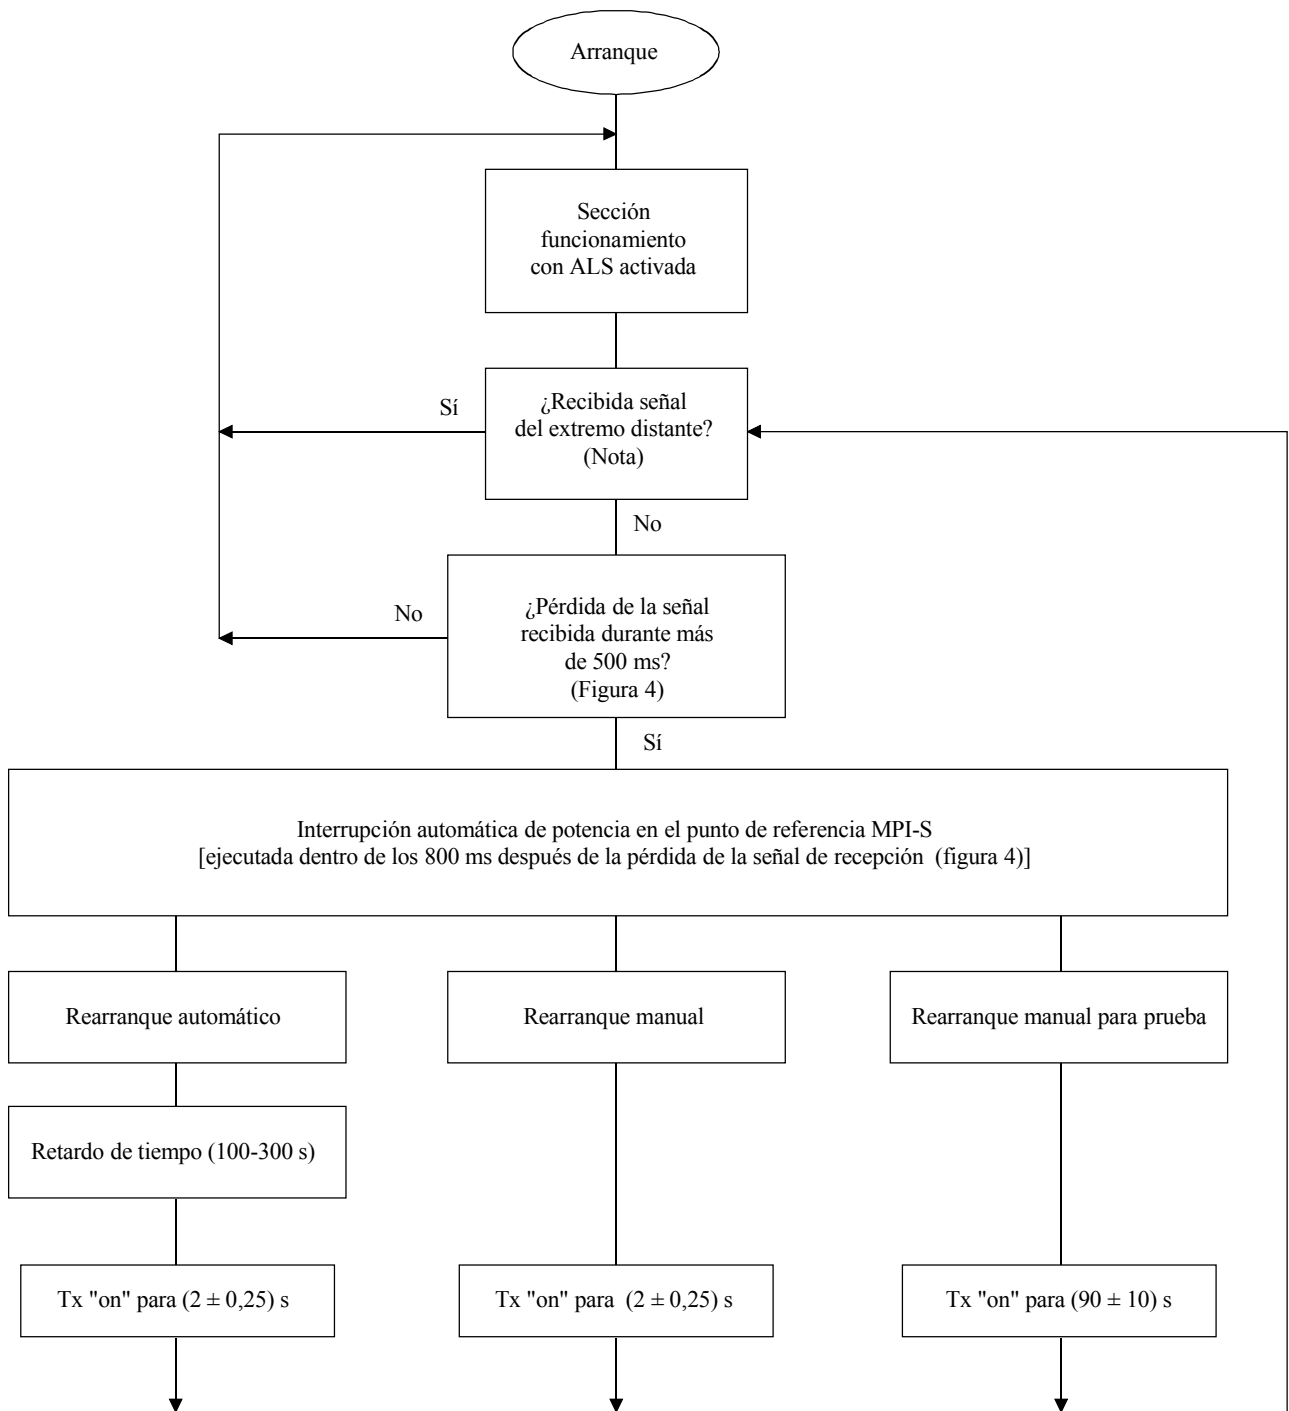 Arranque
Sección
funcionamiento
con ALS activada
Sí
¿Recibida señal
del extremo distante?
(Nota)
No
No
¿Pérdida de la señal
recibida durante más
de 500 ms?
(Figura 4)
Sí
Interrupción automática de potencia en el punto de referencia MPI-S
[ejecutada dentro de los 800 ms después de la pérdida de la señal de recepción (figura 4)]
Rearranque automático
Rearranque manual
Rearranque manual para prueba
Retardo de tiempo (100-300 s)
Tx "on" para (2 ± 0,25) s
Tx "on" para (2 ± 0,25) s
Tx "on" para (90 ± 10) s